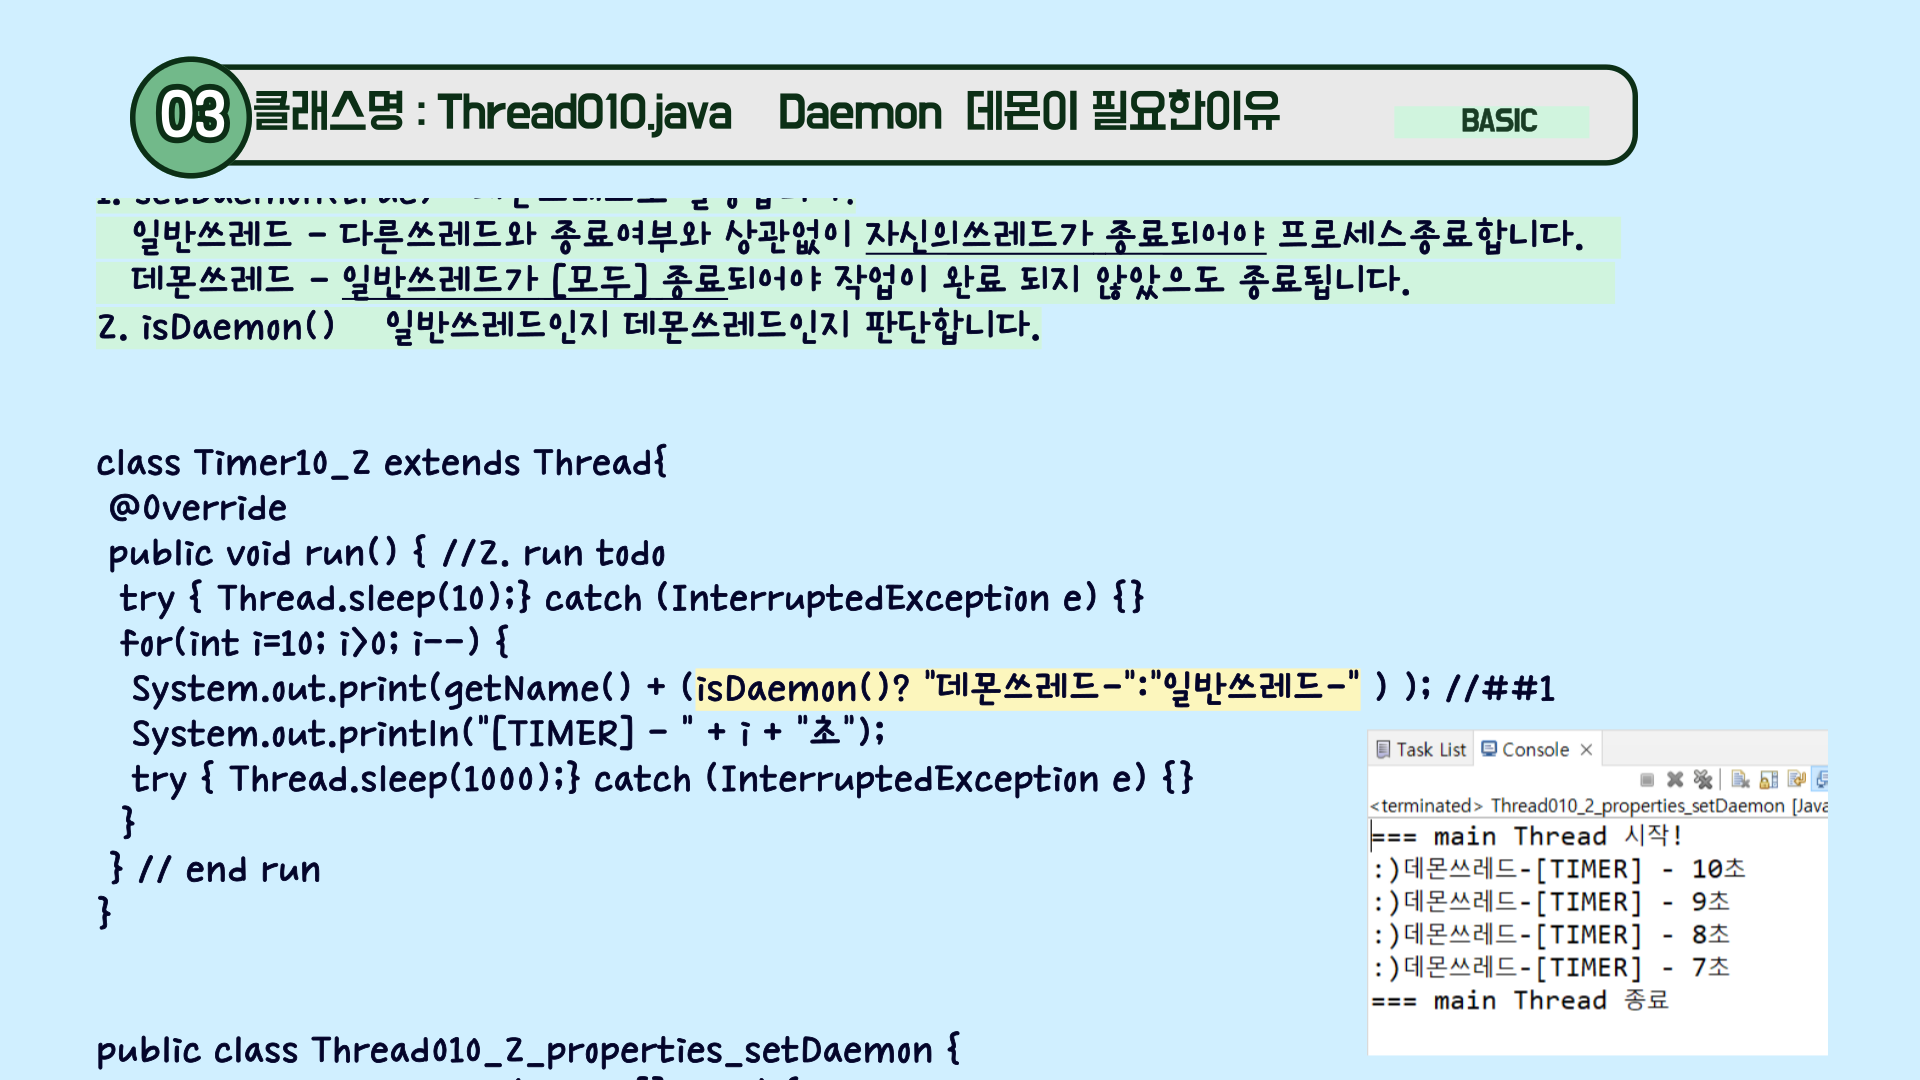 03 클래스명 : Thread010.java Daemon 데몬이 필요한이유 BASIC
1. setDaemon(true)
일반쓰레드 - 다른쓰레드와 종료여부와 상관없이 자신의쓰레드가 종료되어야 프로세스종료합니다.
데몬쓰레드 - 일반쓰레드가 [모두] 종료되어야 작업이 완료 되지 않았으도 종료됩니다.
2. isDaemon() 일반쓰레드인지 데몬쓰레드인지 판단합니다.
class Timer10_2 extends Thread{
@Override
public void run() { //2. run todo
try { Thread.sleep(10);} catch (InterruptedException e) {}
for(int i=10; i>0; i--) {
System.out.print(getName() + (isDaemon()? "데몬쓰레드-":"일반쓰레드-" ) ); //##1
System.out.println("[TIMER] - " + i + "초");
try { Thread.sleep(1000);} catch (InterruptedException e) {}
}
} // end run
}
public class Thread010_2_properties_setDaemon {
Task List Console
<terminated> Thread010_2_properties_setDaemon [Java
=== main Thread 시작!
:)데몬쓰레드-[TIMER] - 10초
:)데몬쓰레드-[TIMER] - 9초
:)데몬쓰레드-[TIMER] - 8초
:)데몬쓰레드-[TIMER] - 7초
=== main Thread 종료